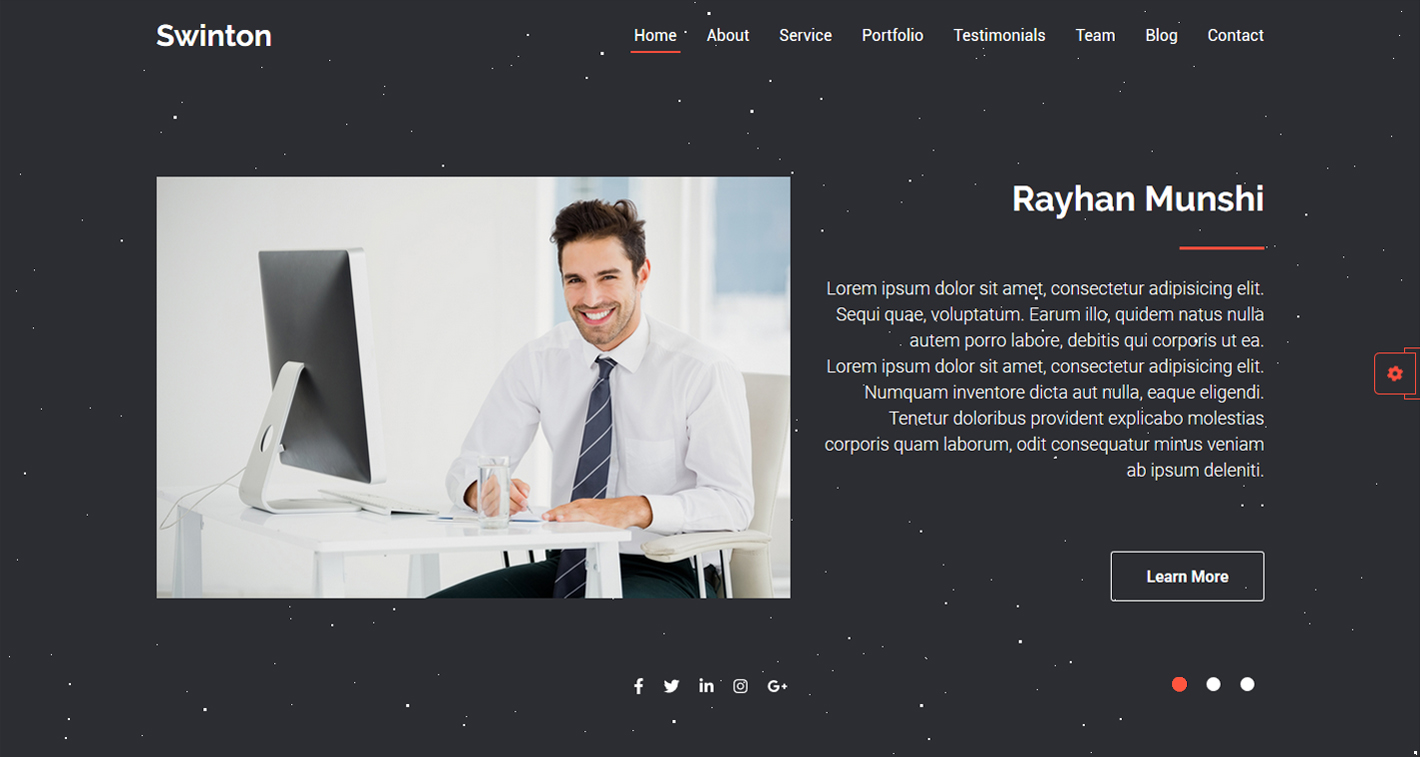 Swinton
Home About Service Portfolio Testimonials Team Blog Contact
Rayhan Munshi
Lorem ipsum dolor sit amet, consectetur adipisicing elit.
Sequi quae, voluptatum. Earum illo, quidem natus nulla
autem porro labore, debitis qui corporis ut ea.
Lorem ipsum dolor sit amet, consectetur adipisicing elit.
Numquam inventore dicta aut nulla, eaque eligendi.
Tenetur doloribus provident explicabo molestias
corporis quam laborum, odit consequatur minus veniam
ab ipsum deleniti.
Learn More